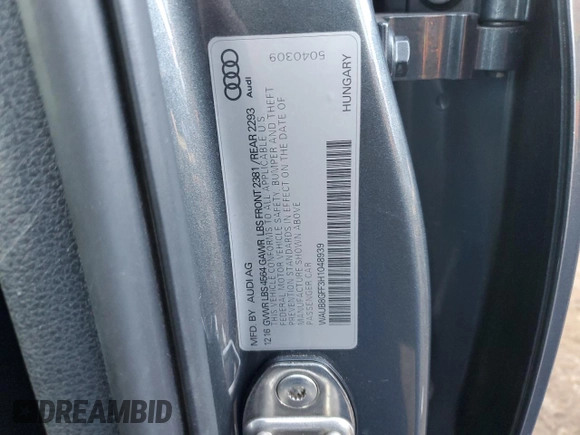 Audi
5040309
MFD. BY AUDI AG
12.16 GVWR LBS 4564 GAWR LBS FRONT 2381 / REAR 2293
THIS VEHICLE CONFORMS TO ALL APPLICABLE U.S.
FEDERAL MOTOR VEHICLE SAFETY, BUMPER AND THEFT
PREVENTION STANDARDS IN EFFECT ON THE DATE OF
MANUFACTURE SHOWN ABOVE
PASSENGER CAR
WAUB8GFF3H1048939
HUNGARY
DREAMBID